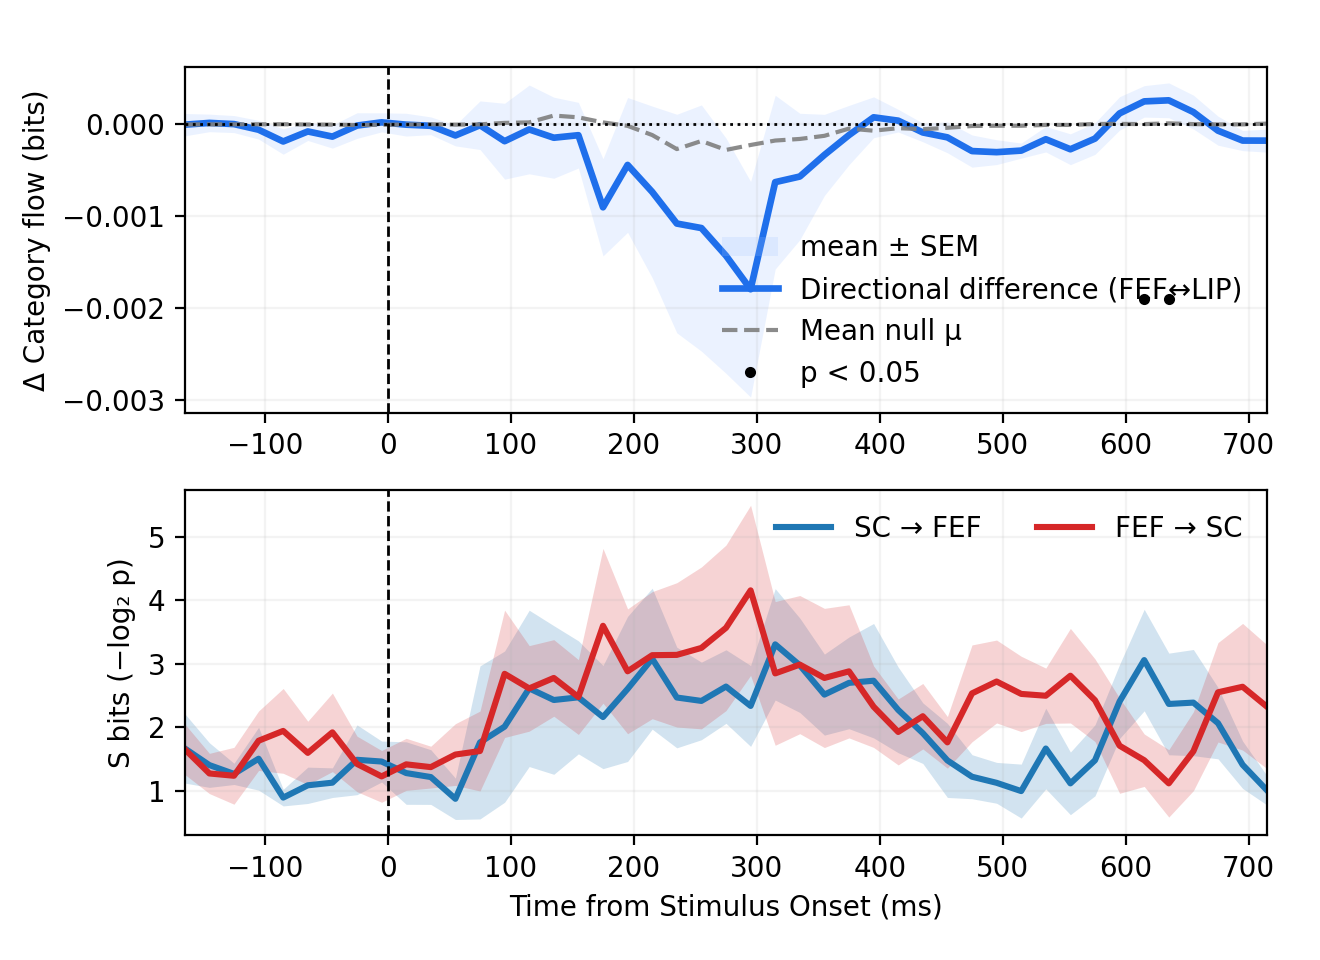 Δ Category flow (bits)
0.000
−0.001
−0.002
−0.003
mean ± SEM
Directional difference (FEF↔LIP)
Mean null μ
p < 0.05
−100 0 100 200 300 400 500 600 700
S bits (−log₂ p)
5
4
3
2
1
SC → FEF FEF → SC
−100 0 100 200 300 400 500 600 700
Time from Stimulus Onset (ms)